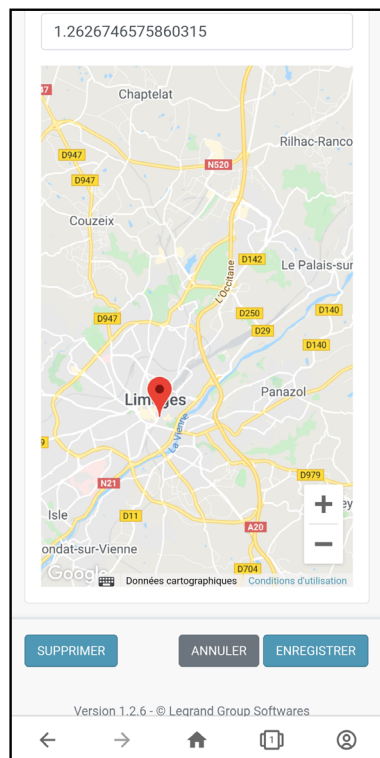 1.2626746575860315
Chaptelat
Rilhac-Ranco
N520
D947
D947
Couzeix
D142
Le Palais-sur
L'Occitane
D250
D140
D947
D29
D140
Panazol
Limoges
La Vienne
D979
N21
Isle
D11
A20
ondat-sur-Vienne
D704
Google
Données cartographiques
Conditions d'utilisation
SUPPRIMER
ANNULER
ENREGISTRER
Version 1.2.6 - © Legrand Group Softwares
1